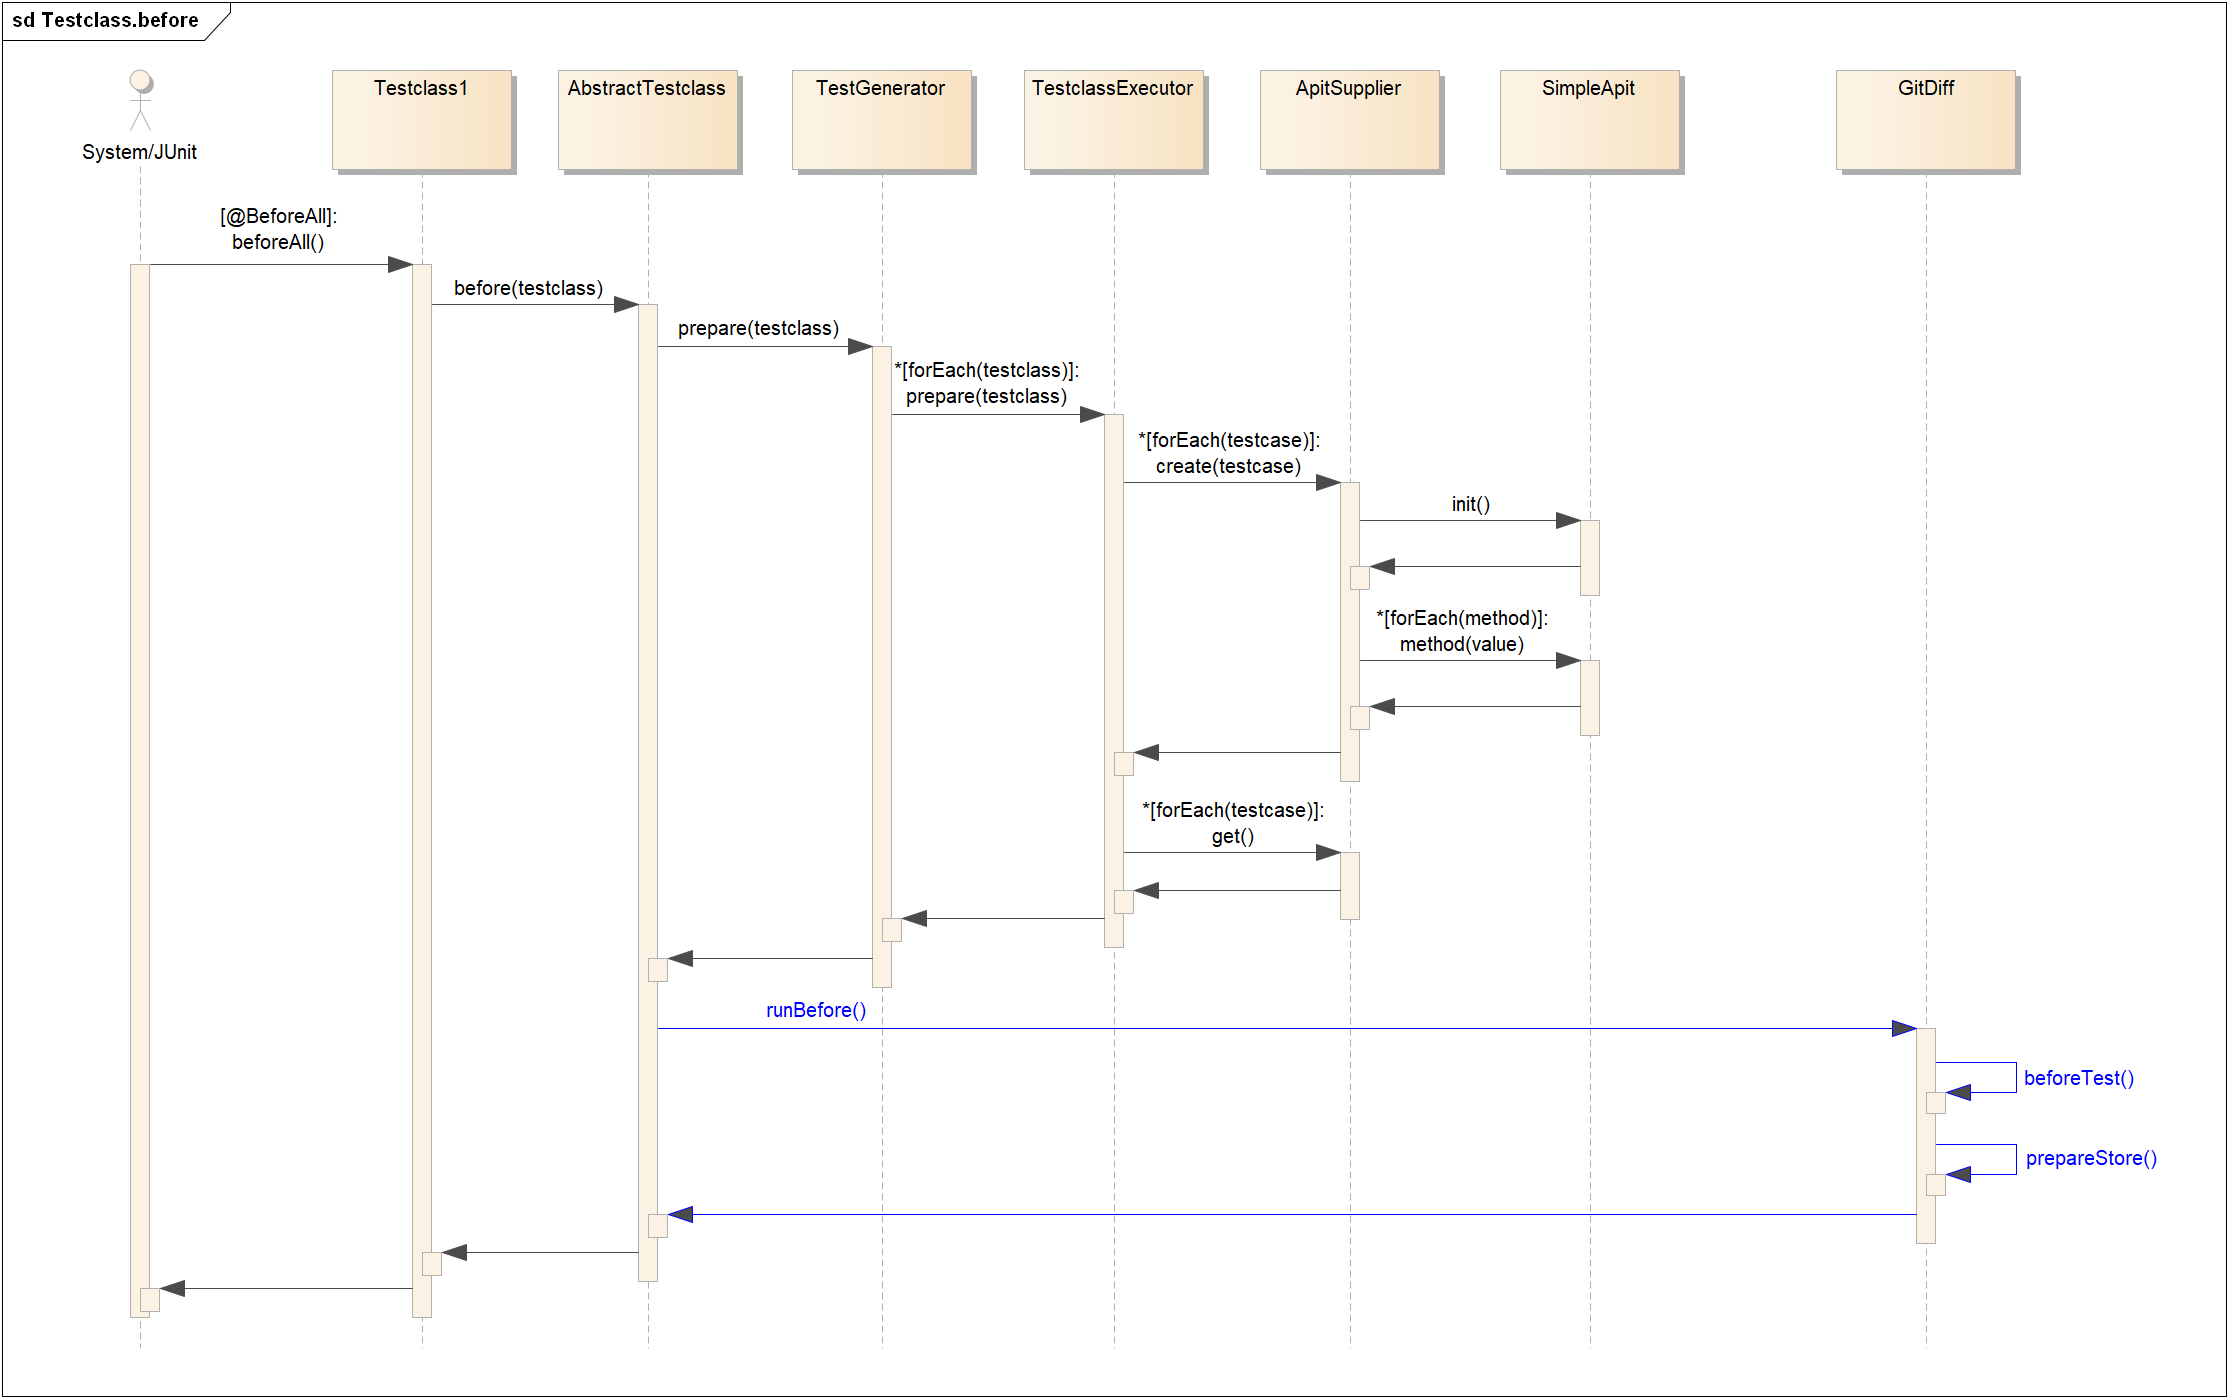 sd Testclass.before
System/JUnit
Testclass1
AbstractTestclass
TestGenerator
TestclassExecutor
ApitSupplier
SimpleApit
GitDiff
[@BeforeAll]:
beforeAll()
before(testclass)
prepare(testclass)
*[forEach(testclass)]:
prepare(testclass)
*[forEach(testcase)]:
create(testcase)
init()
*[forEach(method)]:
method(value)
*[forEach(testcase)]:
get()
runBefore()
beforeTest()
prepareStore()